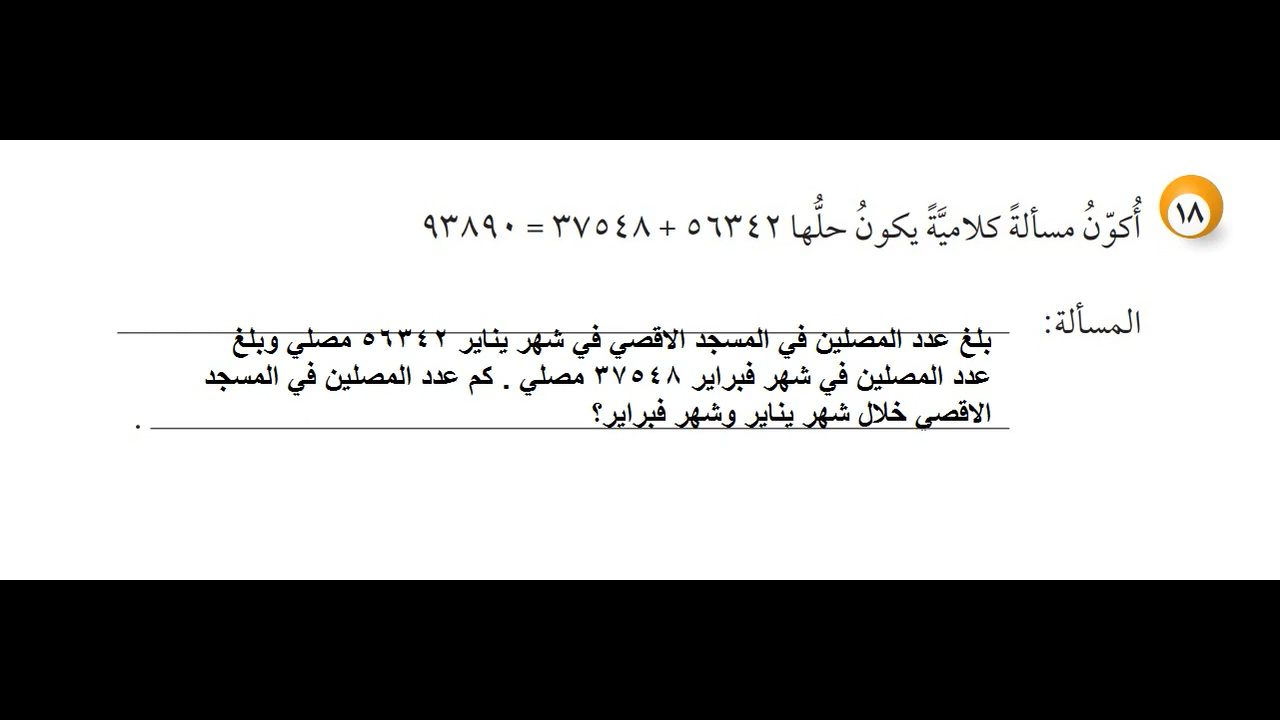 ١٨ أُكوّنُ مسألةً كلاميَّةً يكونُ حلُّها ٥٦٣٤٢ + ٣٧٥٤٨ = ٩٣٨٩٠
المسألة:
بلغ عدد المصلين في المسجد الاقصي في شهر يناير ٥٦٣٤٢ مصلي وبلغ
عدد المصلين في شهر فبراير ٣٧٥٤٨ مصلي . كم عدد المصلين في المسجد
الاقصي خلال شهر يناير وشهر فبراير؟ .